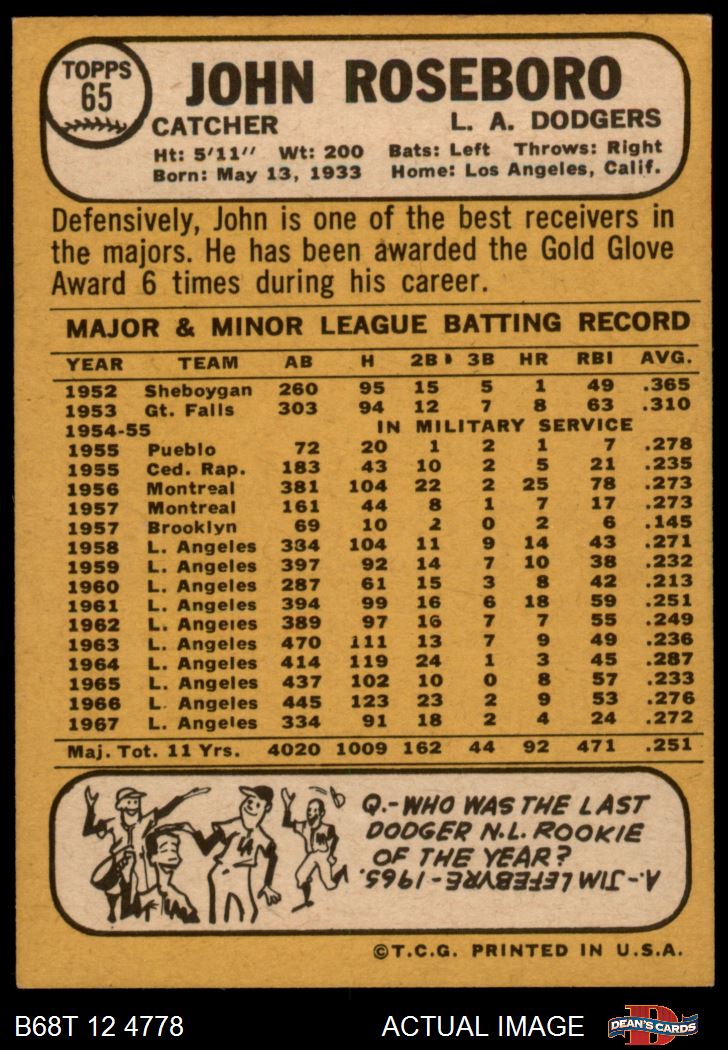 TOPPS
65
JOHN ROSEBORO
CATCHER L. A. DODGERS
Ht: 5'11" Wt: 200 Bats: Left Throws: Right
Born: May 13, 1933 Home: Los Angeles, Calif.
Defensively, John is one of the best receivers in
the majors. He has been awarded the Gold Glove
Award 6 times during his career.
MAJOR & MINOR LEAGUE BATTING RECORD
YEAR TEAM AB H 2B 3B HR RBI AVG.
1952 Sheboygan 260 95 15 5 1 49 .365
1953 Gt. Falls 303 94 12 7 8 63 .310
1954-55 IN MILITARY SERVICE
1955 Pueblo 72 20 1 2 1 7 .278
1955 Ced. Rap. 183 43 10 2 5 21 .235
1956 Montreal 381 104 22 2 25 78 .273
1957 Montreal 161 44 8 1 7 17 .273
1957 Brooklyn 69 10 2 0 2 6 .145
1958 L. Angeles 384 104 11 9 14 43 .271
1959 L. Angeles 397 92 14 7 10 38 .232
1960 L. Angeles 287 61 15 3 8 42 .213
1961 L. Angeles 394 99 16 6 18 59 .251
1962 L. Angeles 389 97 16 7 7 55 .249
1963 L. Angeles 470 111 13 7 9 49 .236
1964 L. Angeles 414 119 24 1 3 45 .287
1965 L. Angeles 437 102 10 0 8 57 .233
1966 L. Angeles 445 123 23 2 9 53 .276
1967 L. Angeles 334 91 18 2 4 24 .272
Maj. Tot. 11 Yrs. 4020 1009 162 44 92 471 .251
Q.-WHO WAS THE LAST
DODGER N.L. ROOKIE
OF THE YEAR?
A.-JIM LEFEBVRE-1965.
©T.C.G. PRINTED IN U.S.A.
B68T 12 4778 ACTUAL IMAGE DEAN'S CARDS